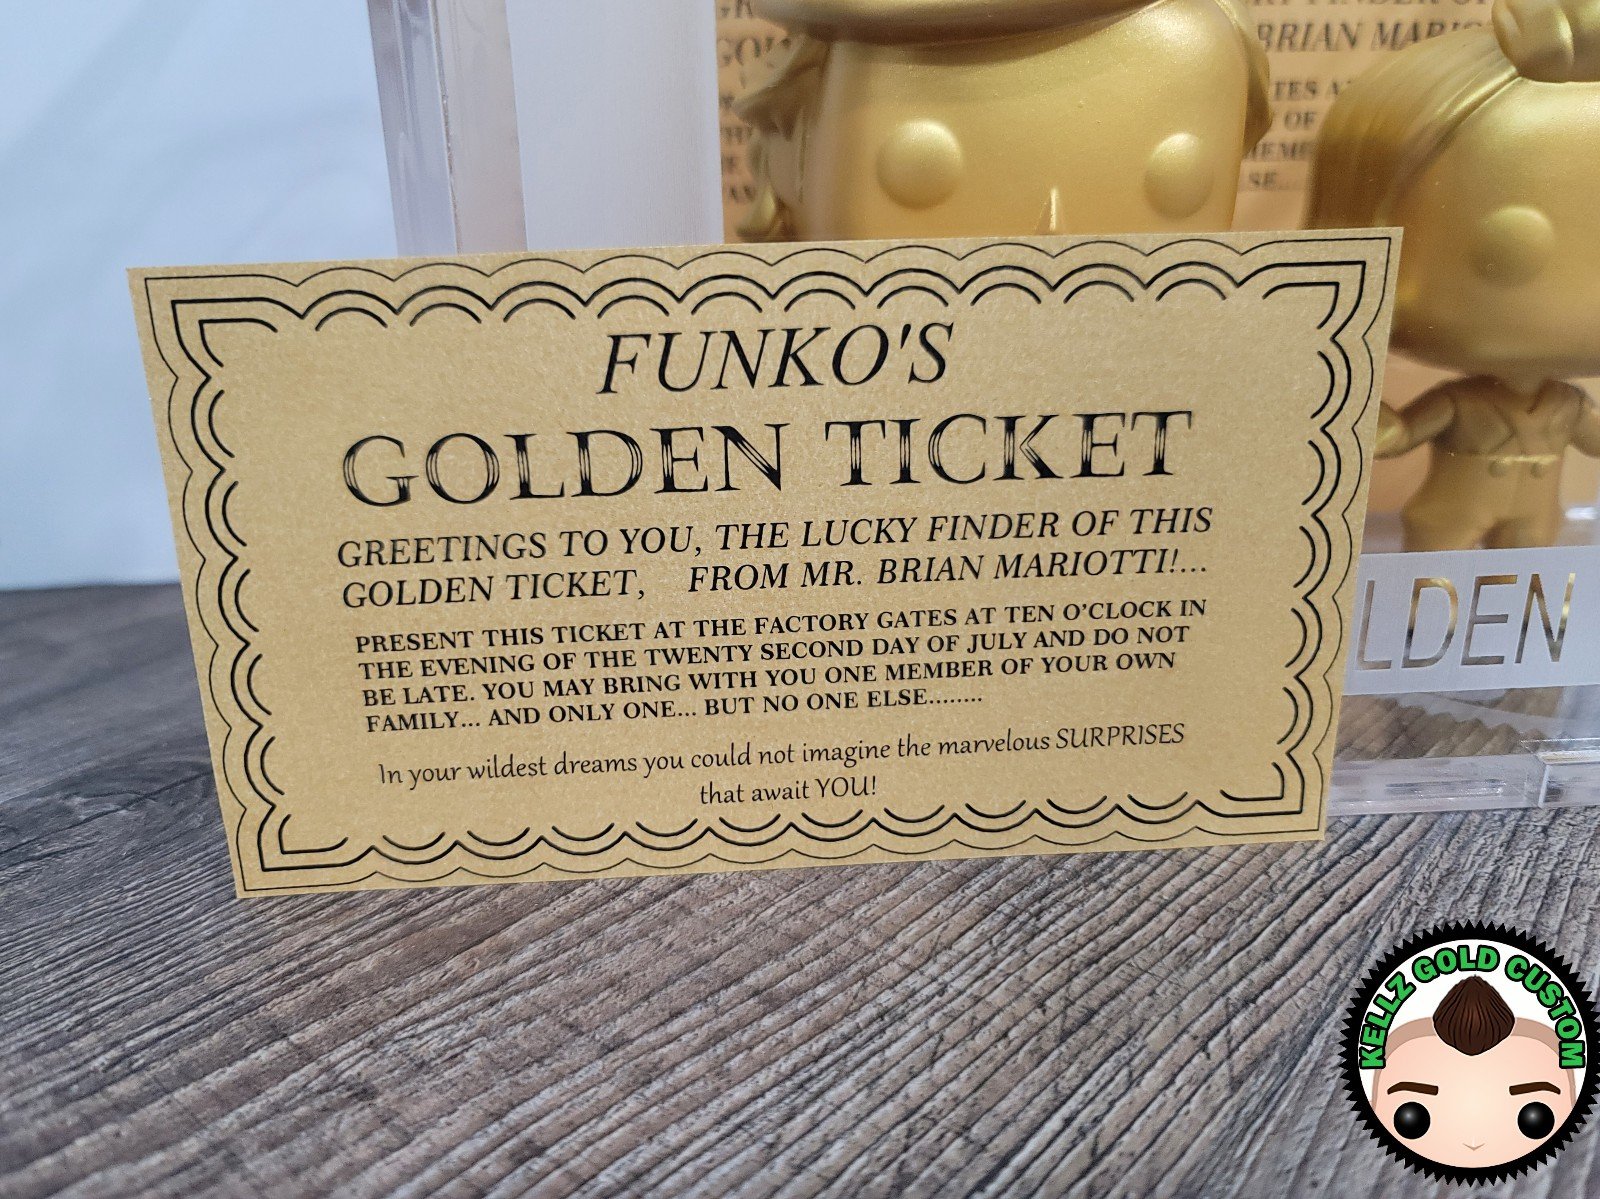 BRIAN MARI
FUNKO'S
GOLDEN TICKET
GREETINGS TO YOU, THE LUCKY FINDER OF THIS
GOLDEN TICKET, FROM MR. BRIAN MARIOTTI!...
PRESENT THIS TICKET AT THE FACTORY GATES AT TEN O'CLOCK IN
THE EVENING OF THE TWENTY SECOND DAY OF JULY AND DO NOT
BE LATE. YOU MAY BRING WITH YOU ONE MEMBER OF YOUR OWN
FAMILY... AND ONLY ONE... BUT NO ONE ELSE........
In your wildest dreams you could not imagine the marvelous SURPRISES
that await YOU!
LDEN
KELLZ GOLD CUSTOM